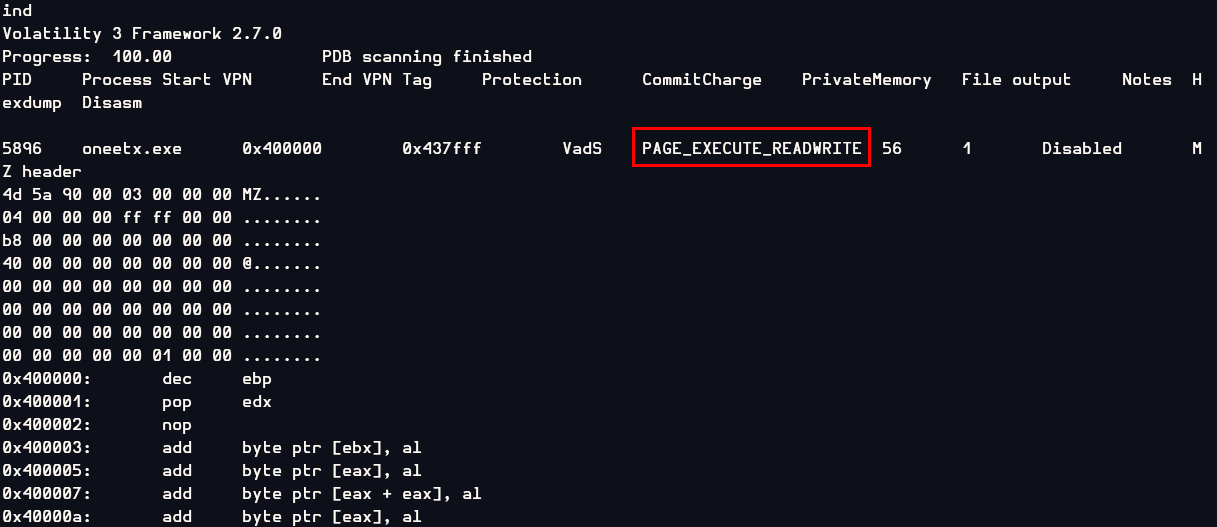 ind
Volatility 3 Framework 2.7.0
Progress:  100.00               PDB scanning finished
PID     Process Start VPN       End VPN Tag     Protection      CommitCharge    PrivateMemory   File output     Notes  H
exdump  Disasm
5896    oneetx.exe      0x400000        0x437fff        VadS    PAGE_EXECUTE_READWRITE  56      1       Disabled       M
Z header
4d 5a 90 00 03 00 00 00 MZ......
04 00 00 00 ff ff 00 00 ........
b8 00 00 00 00 00 00 00 ........
40 00 00 00 00 00 00 00 @.......
00 00 00 00 00 00 00 00 ........
00 00 00 00 00 00 00 00 ........
00 00 00 00 00 00 00 00 ........
00 00 00 00 00 01 00 00 ........
0x400000:       dec     ebp
0x400001:       pop     edx
0x400002:       nop
0x400003:       add     byte ptr [ebx], al
0x400005:       add     byte ptr [eax], al
0x400007:       add     byte ptr [eax + eax], al
0x40000a:       add     byte ptr [eax], al